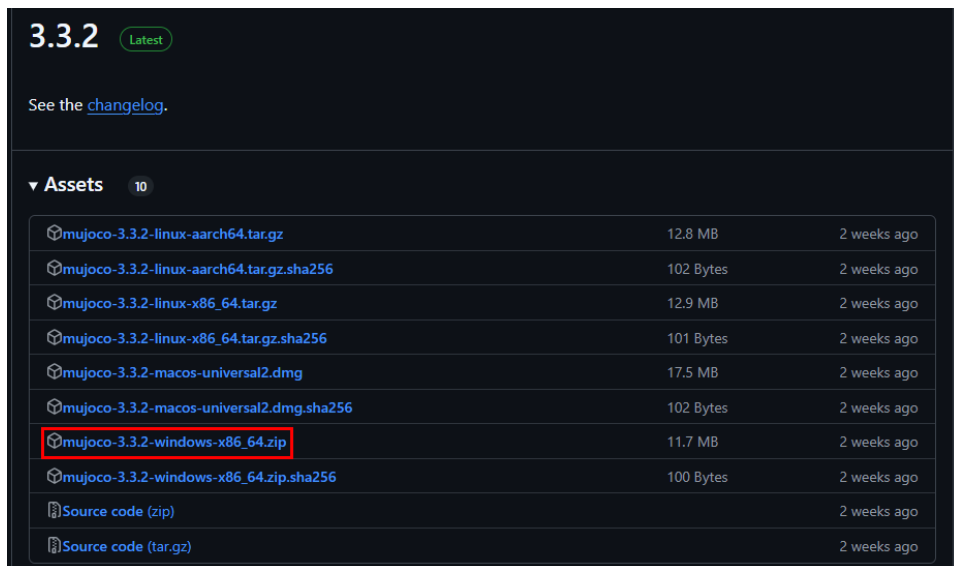 3.3.2 Latest
See the changelog.
Assets 10
mujoco-3.3.2-linux-aarch64.tar.gz 12.8 MB 2 weeks ago
mujoco-3.3.2-linux-aarch64.tar.gz.sha256 102 Bytes 2 weeks ago
mujoco-3.3.2-linux-x86_64.tar.gz 12.9 MB 2 weeks ago
mujoco-3.3.2-linux-x86_64.tar.gz.sha256 101 Bytes 2 weeks ago
mujoco-3.3.2-macos-universal2.dmg 17.5 MB 2 weeks ago
mujoco-3.3.2-macos-universal2.dmg.sha256 102 Bytes 2 weeks ago
mujoco-3.3.2-windows-x86_64.zip 11.7 MB 2 weeks ago
mujoco-3.3.2-windows-x86_64.zip.sha256 100 Bytes 2 weeks ago
Source code (zip) 2 weeks ago
Source code (tar.gz) 2 weeks ago